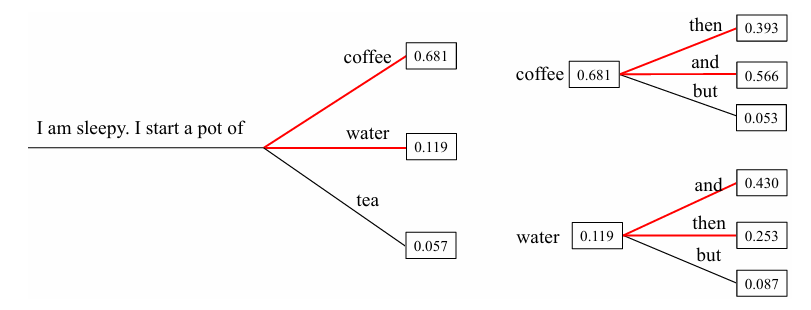 I am sleepy. I start a pot of
coffee 0.681
water 0.119
tea 0.057
coffee 0.681
then 0.393
and 0.566
but 0.053
water 0.119
and 0.430
then 0.253
but 0.087